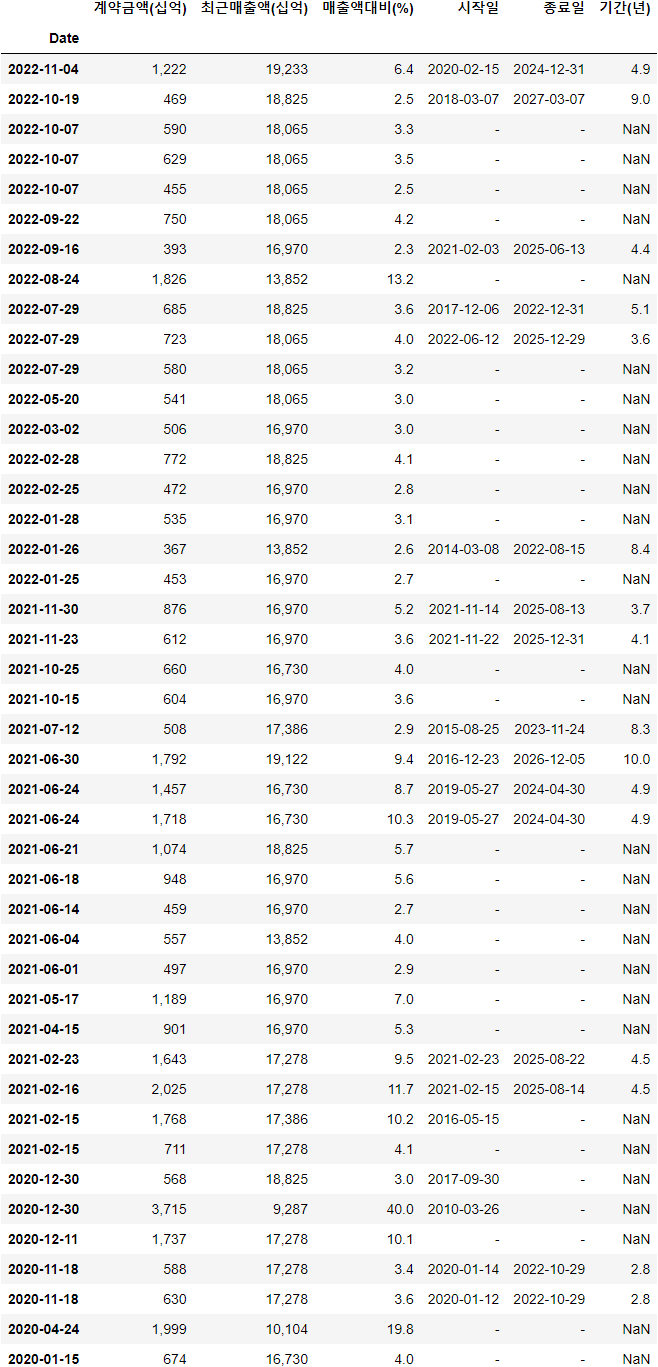 계약금액(십억) 최근매출액(십억) 매출액대비(%) 시작일 종료일 기간(년)
Date
2022-11-04 1,222 19,233 6.4 2020-02-15 2024-12-31 4.9
2022-10-19 469 18,825 2.5 2018-03-07 2027-03-07 9.0
2022-10-07 590 18,065 3.3 - - NaN
2022-10-07 629 18,065 3.5 - - NaN
2022-10-07 455 18,065 2.5 - - NaN
2022-09-22 750 18,065 4.2 - - NaN
2022-09-16 393 16,970 2.3 2021-02-03 2025-06-13 4.4
2022-08-24 1,826 13,852 13.2 - - NaN
2022-07-29 685 18,825 3.6 2017-12-06 2022-12-31 5.1
2022-07-29 723 18,065 4.0 2022-06-12 2025-12-29 3.6
2022-07-29 580 18,065 3.2 - - NaN
2022-05-20 541 18,065 3.0 - - NaN
2022-03-02 506 16,970 3.0 - - NaN
2022-02-28 772 18,825 4.1 - - NaN
2022-02-25 472 16,970 2.8 - - NaN
2022-01-28 535 16,970 3.1 - - NaN
2022-01-26 367 13,852 2.6 2014-03-08 2022-08-15 8.4
2022-01-25 453 16,970 2.7 - - NaN
2021-11-30 876 16,970 5.2 2021-11-14 2025-08-13 3.7
2021-11-23 612 16,970 3.6 2021-11-22 2025-12-31 4.1
2021-10-25 660 16,730 4.0 - - NaN
2021-10-15 604 16,970 3.6 - - NaN
2021-07-12 508 17,386 2.9 2015-08-25 2023-11-24 8.3
2021-06-30 1,792 19,122 9.4 2016-12-23 2026-12-05 10.0
2021-06-24 1,457 16,730 8.7 2019-05-27 2024-04-30 4.9
2021-06-24 1,718 16,730 10.3 2019-05-27 2024-04-30 4.9
2021-06-21 1,074 18,825 5.7 - - NaN
2021-06-18 948 16,970 5.6 - - NaN
2021-06-14 459 16,970 2.7 - - NaN
2021-06-04 557 13,852 4.0 - - NaN
2021-06-01 497 16,970 2.9 - - NaN
2021-05-17 1,189 16,970 7.0 - - NaN
2021-04-15 901 16,970 5.3 - - NaN
2021-02-23 1,643 17,278 9.5 2021-02-23 2025-08-22 4.5
2021-02-16 2,025 17,278 11.7 2021-02-15 2025-08-14 4.5
2021-02-15 1,768 17,386 10.2 2016-05-15 - NaN
2021-02-15 711 17,278 4.1 - - NaN
2020-12-30 568 18,825 3.0 2017-09-30 - NaN
2020-12-30 3,715 9,287 40.0 2010-03-26 - NaN
2020-12-11 1,737 17,278 10.1 - - NaN
2020-11-18 588 17,278 3.4 2020-01-14 2022-10-29 2.8
2020-11-18 630 17,278 3.6 2020-01-12 2022-10-29 2.8
2020-04-24 1,999 10,104 19.8 - - NaN
2020-01-15 674 16,730 4.0 - - NaN